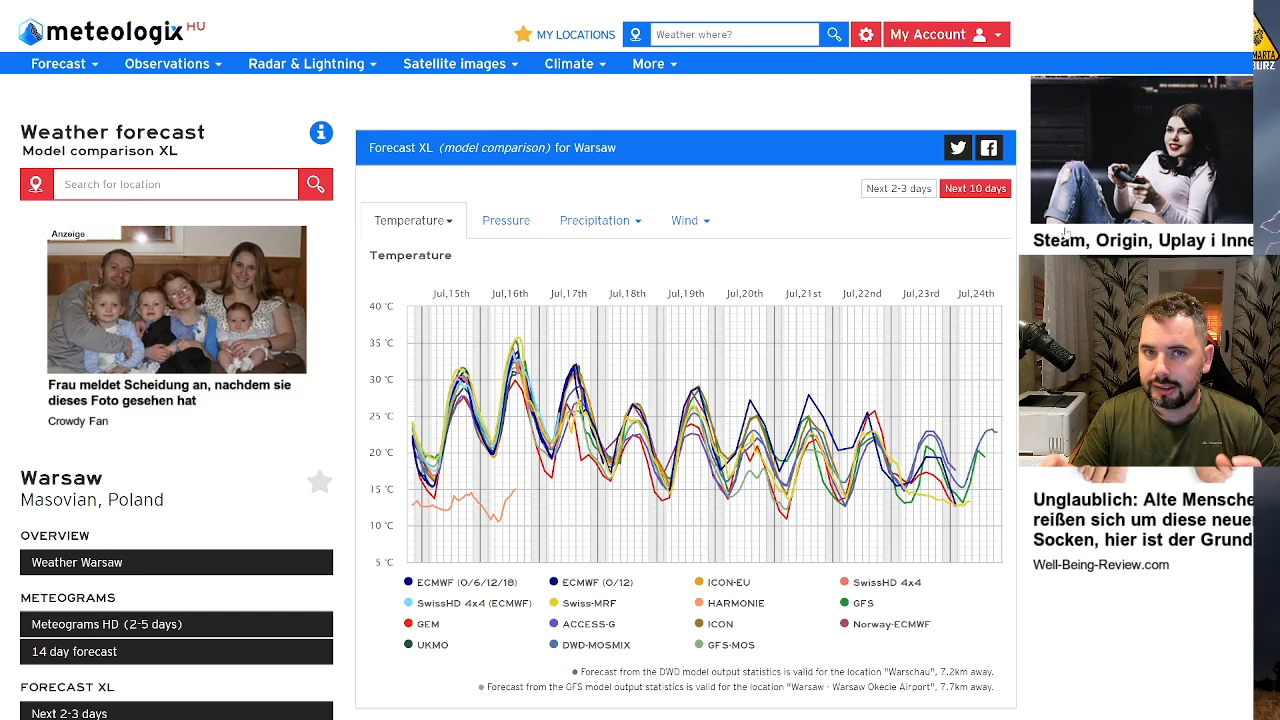 meteologix HU
MY LOCATIONS
Weather where?
My Account
Forecast
Observations
Radar & Lightning
Satellite images
Climate
More
Weather forecast
Model comparison XL
Search for location
Anzeige
Frau meldet Scheidung an, nachdem sie
dieses Foto gesehen hat
Crowdy Fan
Warsaw
Masovian, Poland
OVERVIEW
Weather Warsaw
METEOGRAMS
Meteograms HD (2-5 days)
14 day forecast
FORECAST XL
Next 2-3 days
Forecast XL (model comparison) for Warsaw
Next 2-3 days
Next 10 days
Temperature
Pressure
Precipitation
Wind
Temperature
Jul,15th Jul,16th Jul,17th Jul,18th Jul,19th Jul,20th Jul,21st Jul,22nd Jul,23rd Jul,24th
40 °C
35 °C
30 °C
25 °C
20 °C
15 °C
10 °C
5 °C
ECMWF (0/6/12/18) ECMWF (0/12) ICON-EU SwissHD 4x4
SwissHD 4x4 (ECMWF) Swiss-MRF HARMONIE GFS
GEM ACCESS-G ICON Norway-ECMWF
UKMO DWD-MOSMIX GFS-MOS
Forecast from the DWD model output statistics is valid for the location "Warschau", 7.2km away.
Forecast from the GFS model output statistics is valid for the location "Warsaw - Warsaw Okecie Airport", 7.7km away.
Steam, Origin, Uplay i Inne
Unglaublich: Alte Mensche
reißen sich um diese neuer
Socken, hier ist der Grund
Well-Being-Review.com
MARTA
BURZ